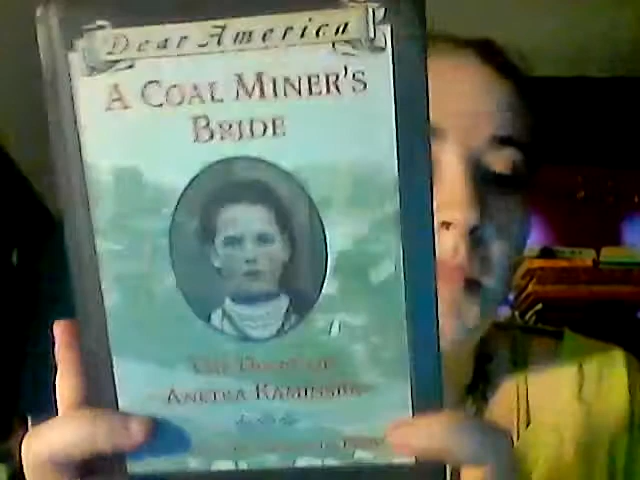 Dear America
A COAL MINER'S
BRIDE
THE DIARY OF
ANETKA KAMINSKA